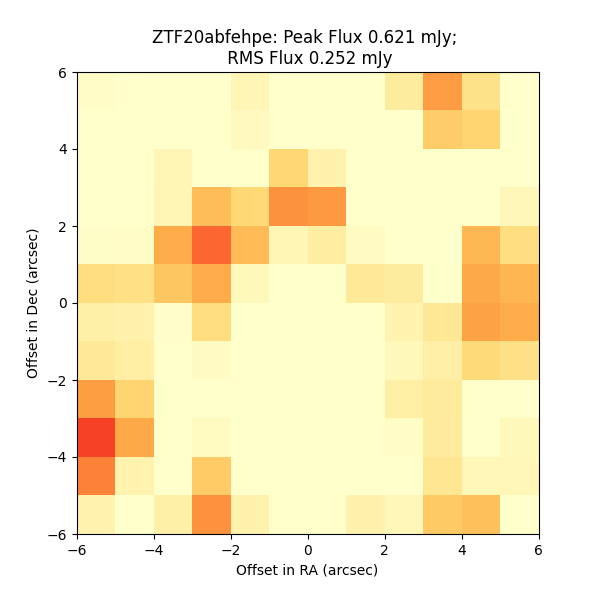 ZTF20abfehpe: Peak Flux 0.621 mJy;
RMS Flux 0.252 mJy
6
4
2
0
−2
−4
−6
Offset in Dec (arcsec)
−6 −4 −2 0 2 4 6
Offset in RA (arcsec)